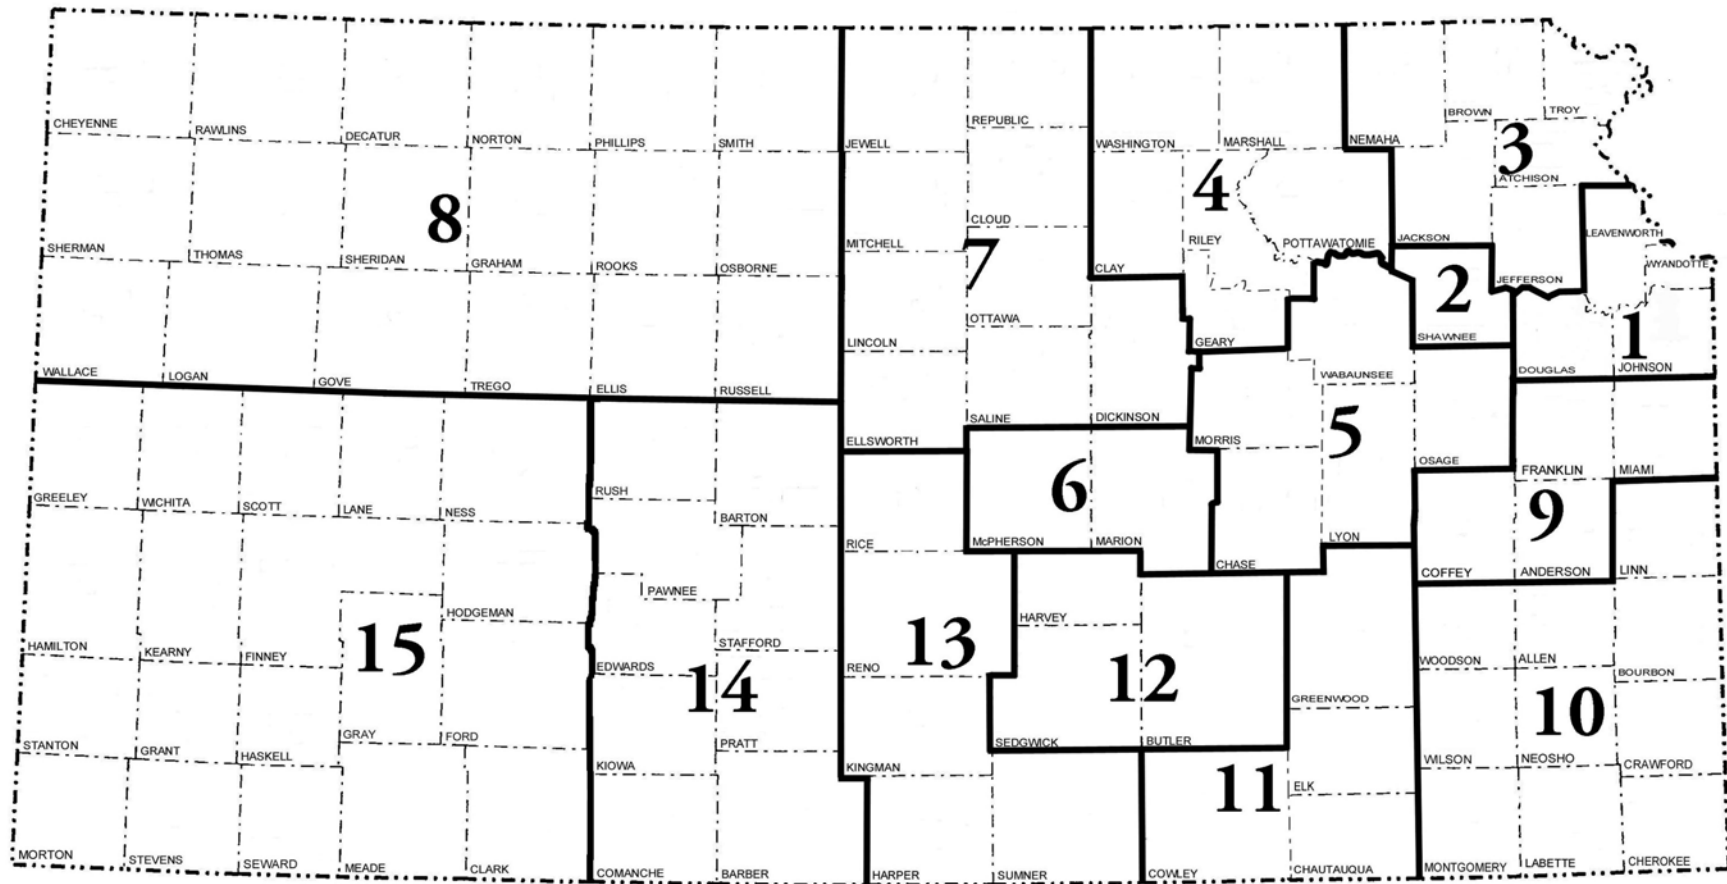 BROWN
TROY
REPUBLIC
CHEYENNE
RAWLINS
DECATUR
NORTON
PHILLIPS
SMITH
JEWELL
WASHINGTON
MARSHALL
NEMAHA
3
ATCHISON
4
8
CLOUD
LEAVENWORTH
SHERMAN
THOMAS
SHERIDAN
GRAHAM
ROOKS
OSBORNE
MITCHELL
7
CLAY
RILEY
POTTAWATOMIE
JACKSON
2
JEFFERSON
WYANDOTTE
OTTAWA
LINCOLN
GEARY
SHAWNEE
1
WALLACE
LOGAN
GOVE
TREGO
ELLIS
RUSSELL
WABAUNSEE
DOUGLAS
JOHNSON
SALINE
DICKINSON
ELLSWORTH
MORRIS
5
OSAGE
FRANKLIN
MIAMI
GREELEY
WICHITA
SCOTT
LANE
NESS
RUSH
BARTON
6
9
RICE
McPHERSON
MARION
CHASE
LYON
COFFEY
ANDERSON
LINN
PAWNEE
HODGEMAN
HARVEY
HAMILTON
KEARNY
FINNEY
15
EDWARDS
STAFFORD
14
RENO
13
12
WOODSON
ALLEN
BOURBON
GREENWOOD
10
STANTON
GRANT
HASKELL
GRAY
FORD
KIOWA
PRATT
KINGMAN
SEDGWICK
BUTLER
11
ELK
WILSON
NEOSHO
CRAWFORD
MORTON
STEVENS
SEWARD
MEADE
CLARK
COMANCHE
BARBER
HARPER
SUMNER
COWLEY
CHAUTAUQUA
MONTGOMERY
LABETTE
CHEROKEE